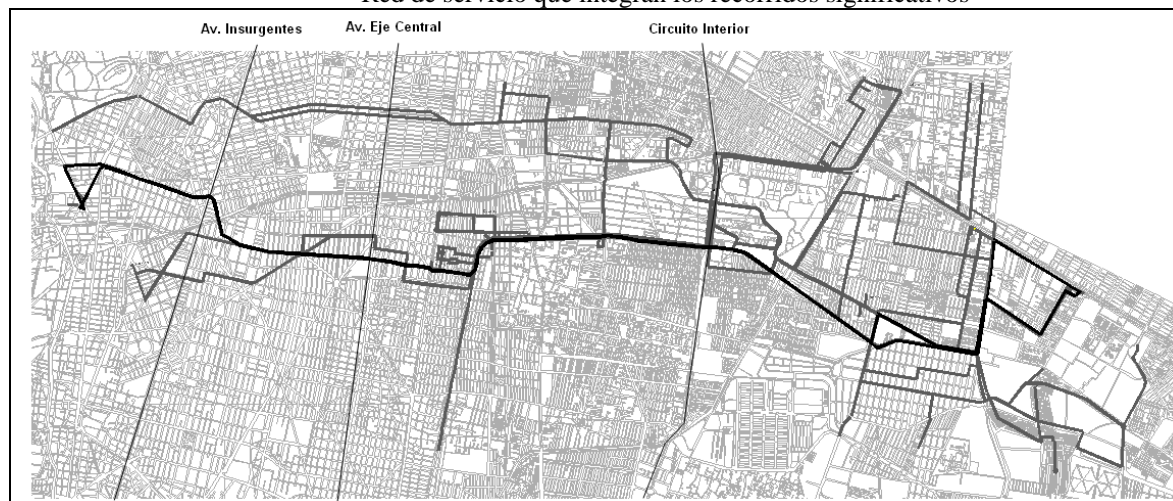 Red de servicio que integran los recorridos significativos
Av. Insurgentes
Av. Eje Central
Circuito Interior